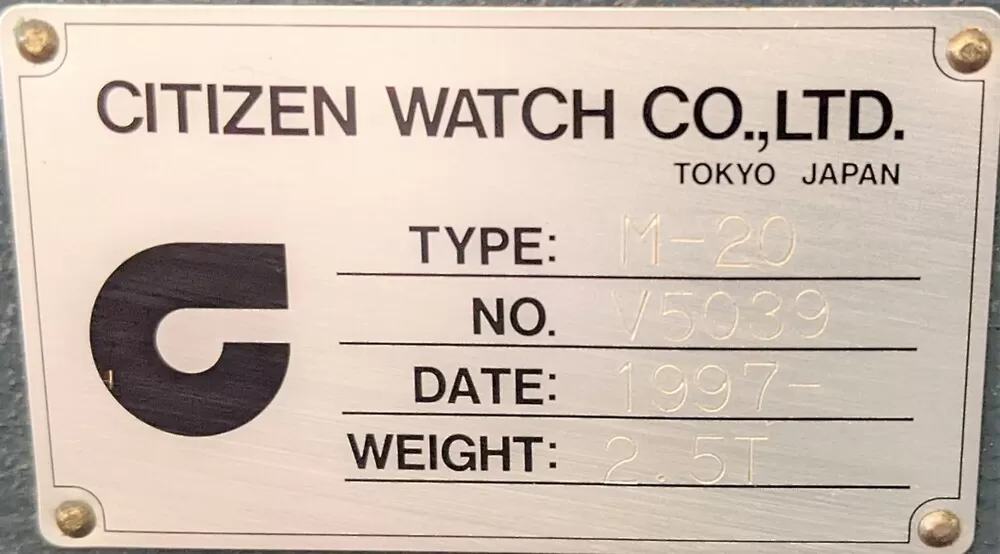 CITIZEN WATCH CO.,LTD.
TOKYO JAPAN
TYPE: M-20
NO. V5039
DATE: 1997-
WEIGHT: 2.5T